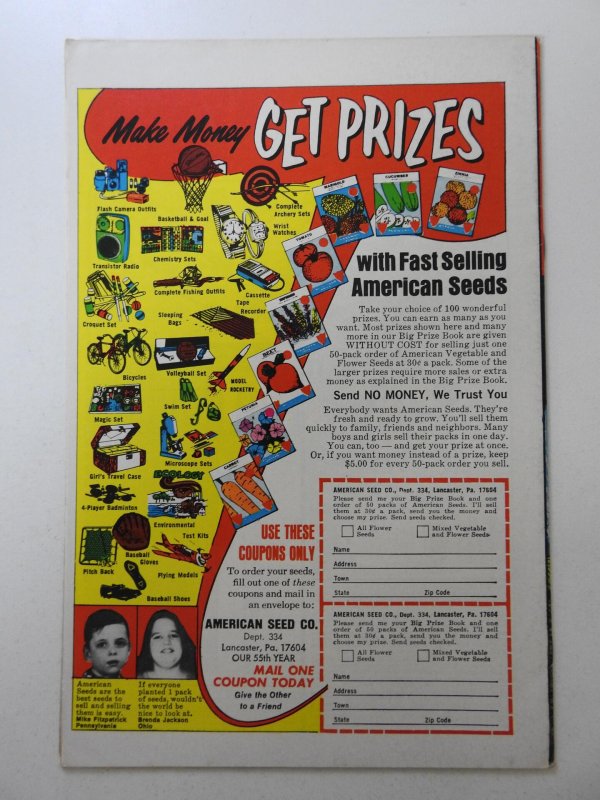 Make Money GET PRIZES
Flash Camera Outfits
Basketball & Goal
Complete
Archery Sets
Wrist
Watches
Transistor Radio
Chemistry Sets
Complete Fishing Outfits
Cassette
Tape
Recorder
Croquet Set
Sleeping
Bags
Bicycles
Volleyball Set
MODEL
ROCKETRY
Magic Set
Swim Set
Girl's Travel Case
Microscope Sets
ECOLOGY
4-Player Badminton
Environmental
Test Kits
Baseball
Gloves
Pitch Back
Flying Models
Baseball Shoes
MARIGOLD
CUCUMBER
ZINNIA
TOMATO
BEET
PETUNIA
CARROT
with Fast Selling
American Seeds
Take your choice of 100 wonderful
prizes. You can earn as many as you
want. Most prizes shown here and many
more in our Big Prize Book are given
WITHOUT COST for selling just one
50-pack order of American Vegetable and
Flower Seeds at 30¢ a pack. Some of the
larger prizes require more sales or extra
money as explained in the Big Prize Book.
Send NO MONEY, We Trust You
Everybody wants American Seeds. They're
fresh and ready to grow. You'll sell them
quickly to family, friends and neighbors. Many
boys and girls sell their packs in one day.
You can, too — and get your prize at once.
Or, if you want money instead of a prize, keep
$5.00 for every 50-pack order you sell.
USE THESE
COUPONS ONLY
To order your seeds,
fill out one of these
coupons and mail in
an envelope to:
AMERICAN SEED CO.
Dept. 334
Lancaster, Pa. 17604
OUR 55th YEAR
MAIL ONE
COUPON TODAY
Give the Other
to a Friend
American
Seeds are the
best seeds to
sell and selling
them is easy.
Mike Fitzpatrick
Pennsylvania
If everyone
planted 1 pack
of seeds, wouldn't
the world be
nice to look at.
Brenda Jackson
Ohio
AMERICAN SEED CO., Dept. 334, Lancaster, Pa. 17604
Please send me your Big Prize Book and one
order of 50 packs of American Seeds. I'll sell
them at 30¢ a pack, send you the money and
choose my prize. Send seeds checked.
All Flower
Seeds
Mixed Vegetable
and Flower Seeds
Name
Address
Town
State Zip Code
AMERICAN SEED CO., Dept. 334, Lancaster, Pa. 17604
Please send me your Big Prize Book and one
order of 50 packs of American Seeds. I'll sell
them at 30¢ a pack, send you the money and
choose my prize. Send seeds checked.
All Flower
Seeds
Mixed Vegetable
and Flower Seeds
Name
Address
Town
State Zip Code